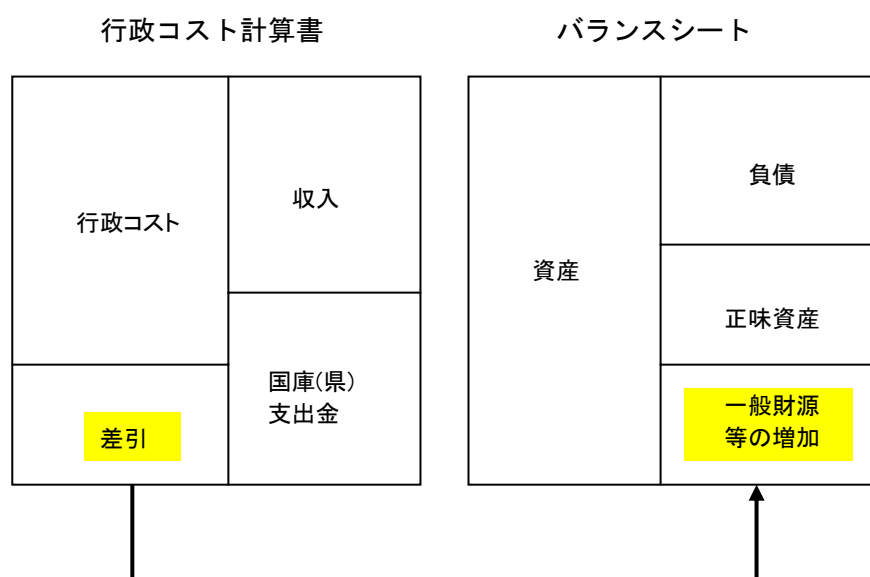 行政コスト計算書
バランスシート
行政コスト
収入
国庫(県)
支出金
差引
資産
負債
正味資産
一般財源
等の増加